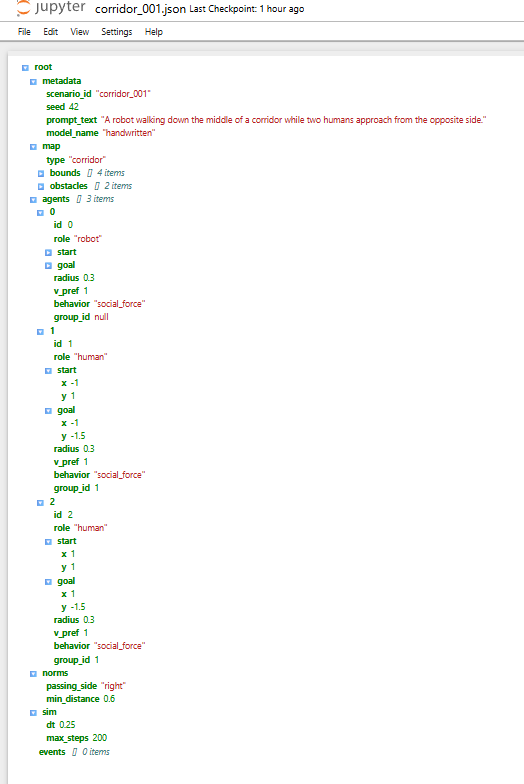 jupyter corridor_001.json Last Checkpoint: 1 hour ago
File Edit View Settings Help
root
metadata
scenario_id "corridor_001"
seed 42
prompt_text "A robot walking down the middle of a corridor while two humans approach from the opposite side."
model_name "handwritten"
map
type "corridor"
bounds [] 4 items
obstacles [] 2 items
agents [] 3 items
0
id 0
role "robot"
start
goal
radius 0.3
v_pref 1
behavior "social_force"
group_id null
1
id 1
role "human"
start
x -1
y 1
goal
x -1
y -1.5
radius 0.3
v_pref 1
behavior "social_force"
group_id 1
2
id 2
role "human"
start
x 1
y 1
goal
x 1
y -1.5
radius 0.3
v_pref 1
behavior "social_force"
group_id 1
norms
passing_side "right"
min_distance 0.6
sim
dt 0.25
max_steps 200
events [] 0 items